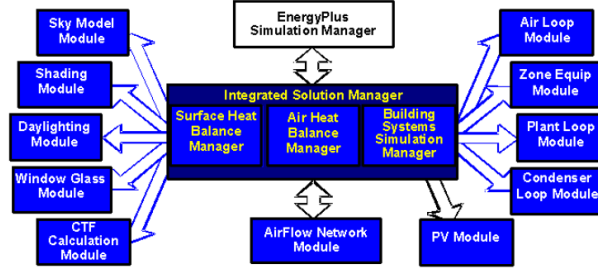 EnergyPlus
Simulation Manager
Sky Model
Module
Shading
Module
Daylighting
Module
Window Glass
Module
CTF
Calculation
Module
Integrated Solution Manager
Surface Heat
Balance
Manager
Air Heat
Balance
Manager
Building
Systems
Simulation
Manager
Air Loop
Module
Zone Equip
Module
Plant Loop
Module
Condenser
Loop Module
AirFlow Network
Module
PV Module